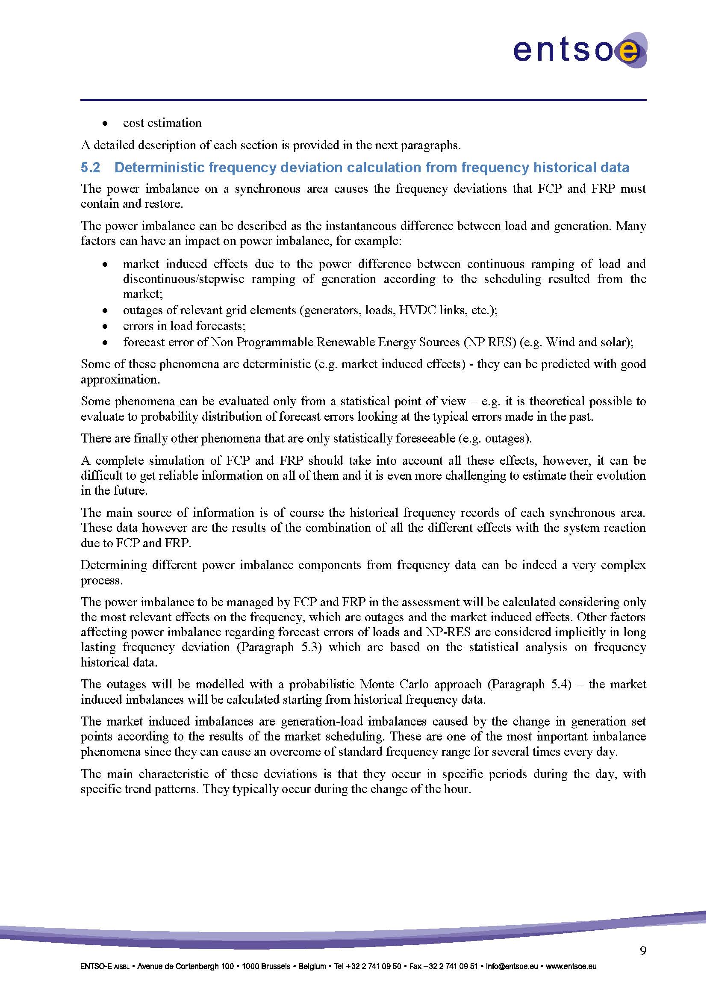 entsoe
• cost estimation
A detailed description of each section is provided in the next paragraphs.
5.2 Deterministic frequency deviation calculation from frequency historical data
The power imbalance on a synchronous area causes the frequency deviations that FCP and FRP must
contain and restore.
The power imbalance can be described as the instantaneous difference between load and generation. Many
factors can have an impact on power imbalance, for example:
• market induced effects due to the power difference between continuous ramping of load and
discontinuous/stepwise ramping of generation according to the scheduling resulted from the
market;
• outages of relevant grid elements (generators, loads, HVDC links, etc.);
• errors in load forecasts;
• forecast error of Non Programmable Renewable Energy Sources (NP RES) (e.g. Wind and solar);
Some of these phenomena are deterministic (e.g. market induced effects) - they can be predicted with good
approximation.
Some phenomena can be evaluated only from a statistical point of view – e.g. it is theoretical possible to
evaluate to probability distribution of forecast errors looking at the typical errors made in the past.
There are finally other phenomena that are only statistically foreseeable (e.g. outages).
A complete simulation of FCP and FRP should take into account all these effects, however, it can be
difficult to get reliable information on all of them and it is even more challenging to estimate their evolution
in the future.
The main source of information is of course the historical frequency records of each synchronous area.
These data however are the results of the combination of all the different effects with the system reaction
due to FCP and FRP.
Determining different power imbalance components from frequency data can be indeed a very complex
process.
The power imbalance to be managed by FCP and FRP in the assessment will be calculated considering only
the most relevant effects on the frequency, which are outages and the market induced effects. Other factors
affecting power imbalance regarding forecast errors of loads and NP-RES are considered implicitly in long
lasting frequency deviation (Paragraph 5.3) which are based on the statistical analysis on frequency
historical data.
The outages will be modelled with a probabilistic Monte Carlo approach (Paragraph 5.4) – the market
induced imbalances will be calculated starting from historical frequency data.
The market induced imbalances are generation-load imbalances caused by the change in generation set
points according to the results of the market scheduling. These are one of the most important imbalance
phenomena since they can cause an overcome of standard frequency range for several times every day.
The main characteristic of these deviations is that they occur in specific periods during the day, with
specific trend patterns. They typically occur during the change of the hour.
9
ENTSO-E AISBL • Avenue de Cortenbergh 100 • 1000 Brussels • Belgium • Tel +32 2 741 09 50 • Fax +32 2 741 09 51 • info@entsoe.eu • www.entsoe.eu